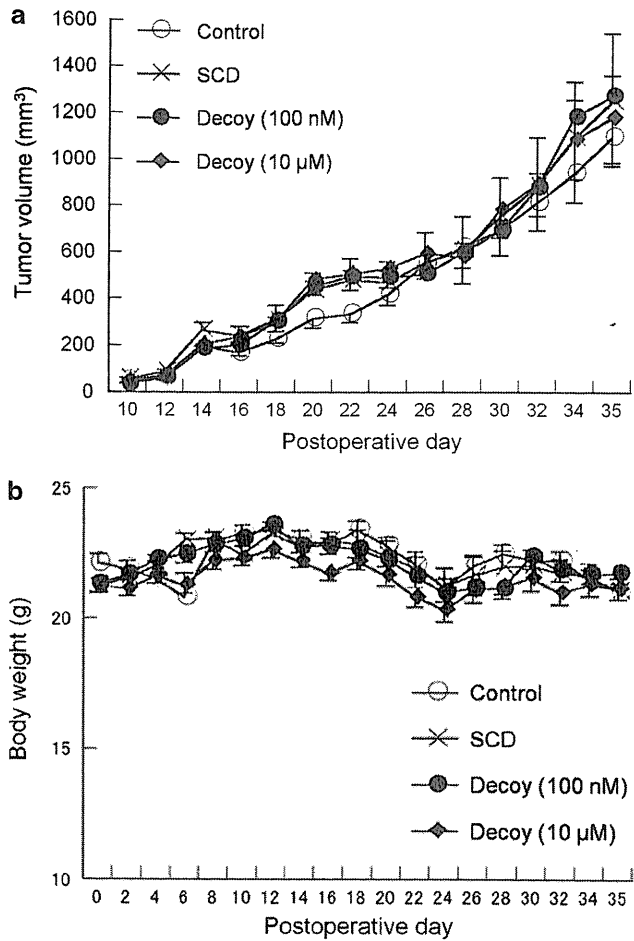 a
1600
1400
1200
1000
800
600
400
200
0
Tumor volume (mm³)
Control
SCD
Decoy (100 nM)
Decoy (10 µM)
10 12 14 16 18 20 22 24 26 28 30 32 34 35
Postoperative day
b
25
20
15
10
Body weight (g)
Control
SCD
Decoy (100 nM)
Decoy (10 µM)
0 2 4 6 8 10 12 14 16 18 20 22 24 26 28 30 32 34 35
Postoperative day